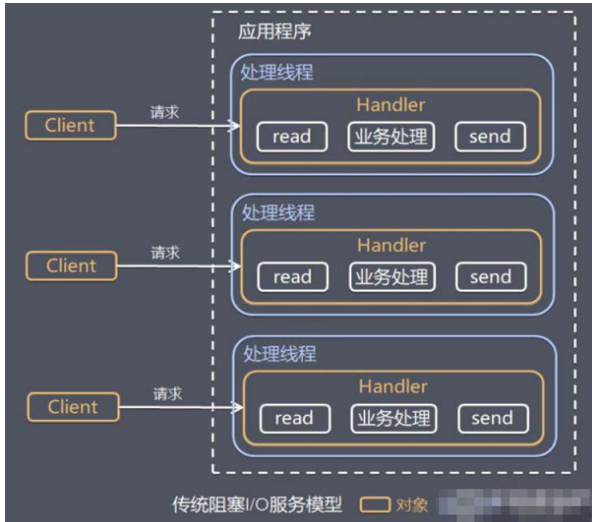 应用程序
处理线程
Handler
Client
请求
read
业务处理
send
处理线程
Handler
Client
请求
read
业务处理
send
处理线程
Handler
Client
请求
read
业务处理
send
传统阻塞I/O服务模型
对象